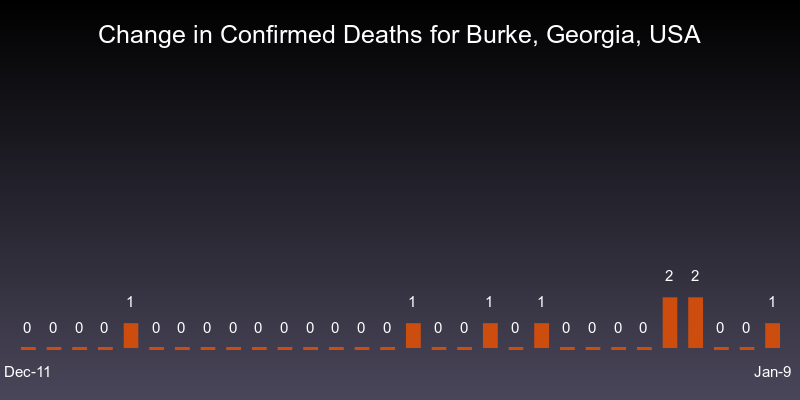 Change in Confirmed Deaths for Burke, Georgia, USA
2 2
1 1 1 1 1
0 0 0 0 0 0 0 0 0 0 0 0 0 0 0 0 0 0 0 0 0 0 0
Dec-11 Jan-9